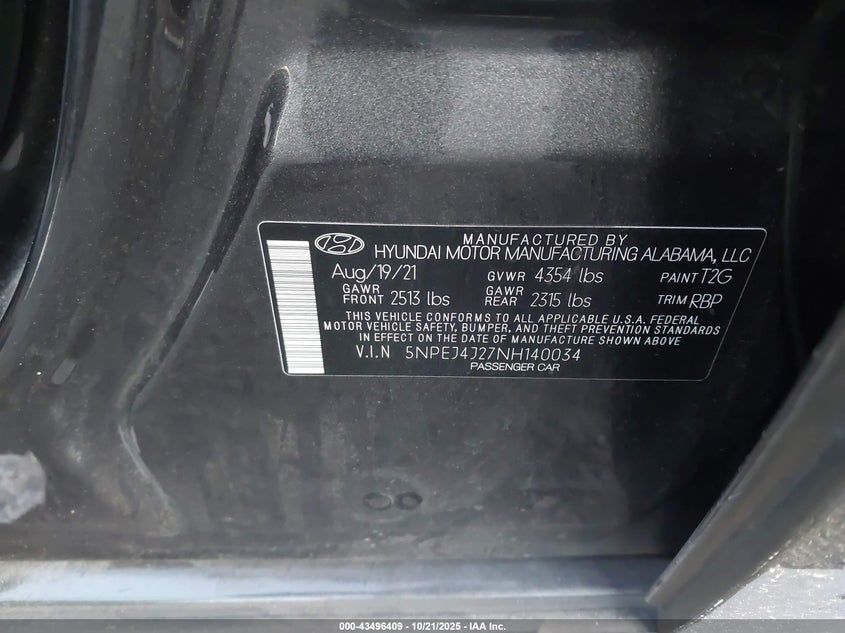 MANUFACTURED BY
HYUNDAI MOTOR MANUFACTURING ALABAMA, LLC
Aug/19/21 GVWR 4354 lbs PAINT T2G
GAWR FRONT 2513 lbs GAWR REAR 2315 lbs TRIM RBP
THIS VEHICLE CONFORMS TO ALL APPLICABLE U.S.A. FEDERAL
MOTOR VEHICLE SAFETY, BUMPER, AND THEFT PREVENTION STANDARDS
IN EFFECT ON THE DATE OF MANUFACTURE SHOWN ABOVE.
V.I.N 5NPEJ4J27NH140034
PASSENGER CAR
000-43496409 - 10/21/2025 - IAA Inc.